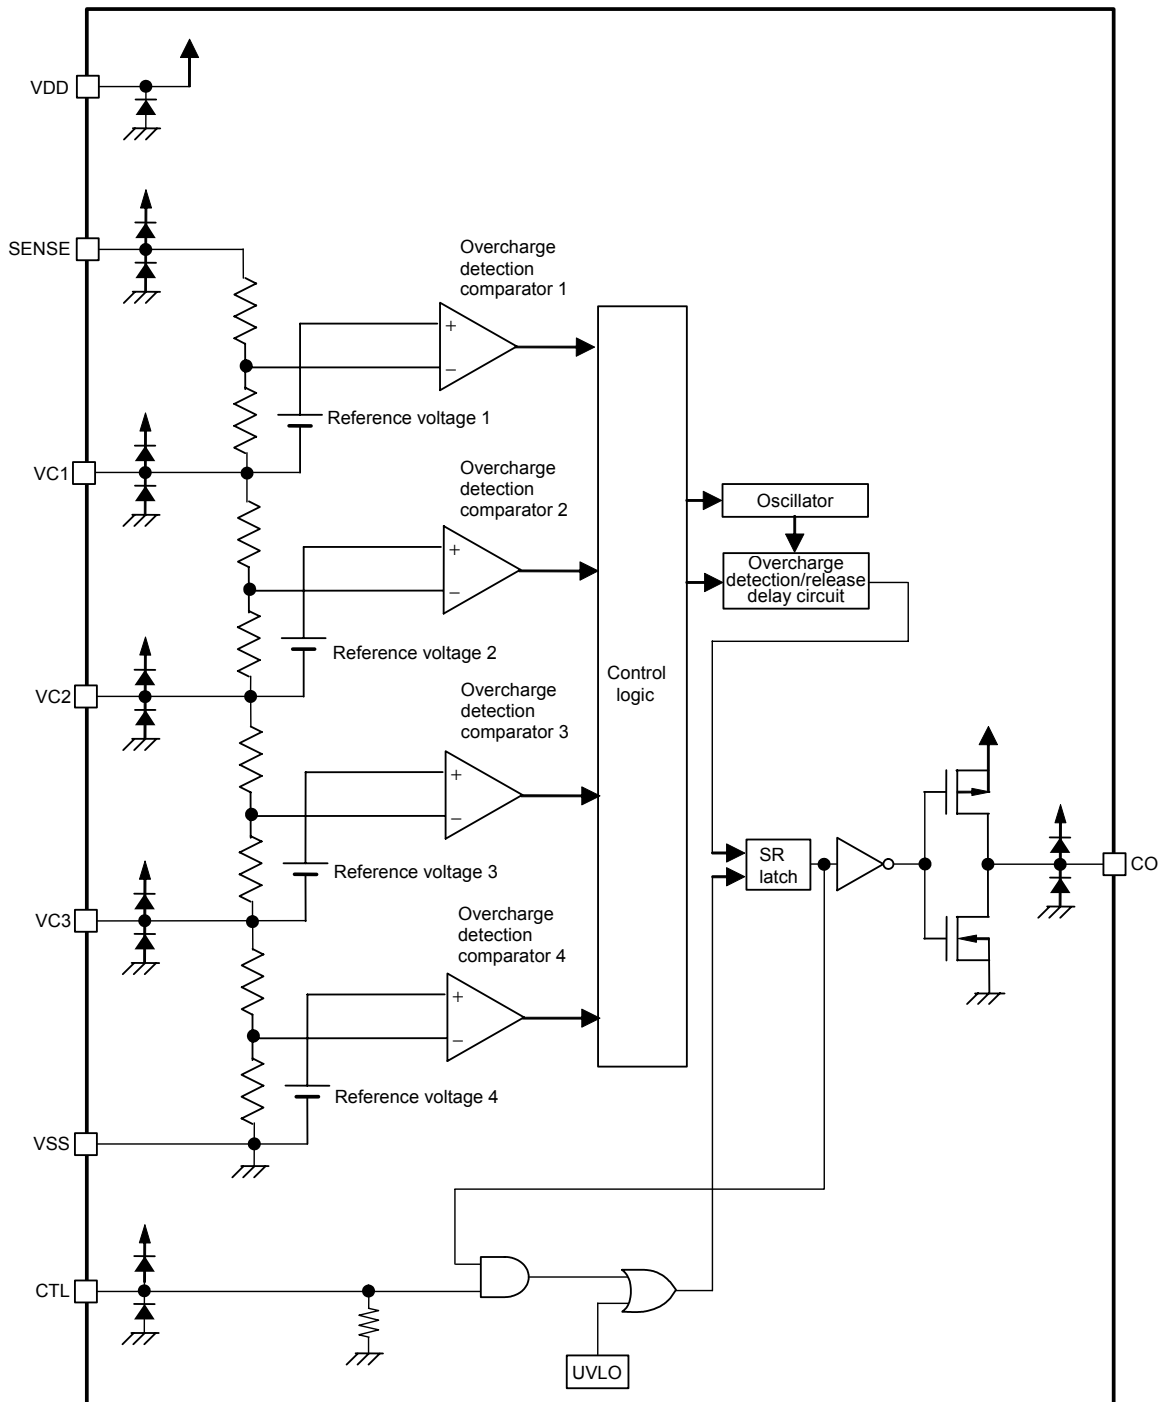 VDD
SENSE
Overcharge
detection
comparator 1
+
−
Reference voltage 1
VC1
Overcharge
detection
comparator 2
+
−
Oscillator
Overcharge
detection/release
delay circuit
Reference voltage 2
Control
logic
VC2
Overcharge
detection
comparator 3
+
−
SR
latch
CO
Reference voltage 3
VC3
Overcharge
detection
comparator 4
+
−
Reference voltage 4
VSS
CTL
UVLO